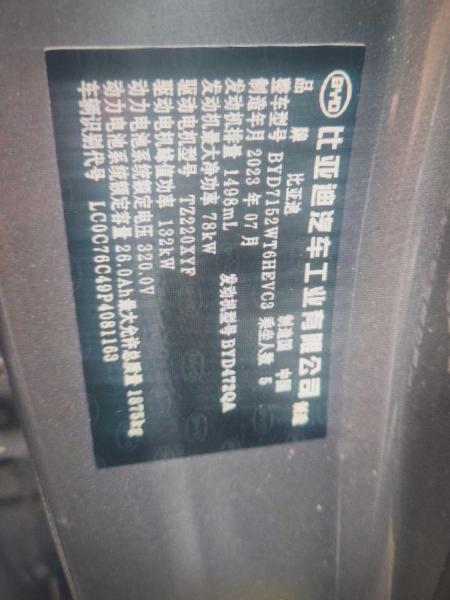 BYD 比亚迪汽车工业有限公司 制造
品牌 比亚迪 制造国 中国
整车型号 BYD7152WT6HEVC3 乘坐人数 5
制造年月 2023 年 07 月
发动机排量 1498mL 发动机型号 BYD472QA
发动机最大净功率 78kW
驱动电机型号 TZ220XYF
驱动电机峰值功率 132kW
动力电池系统额定电压 320.0V
动力电池系统额定容量 26.0Ah 最大允许总质量 1875kg
车辆识别代号 LC0C76C49P4081163